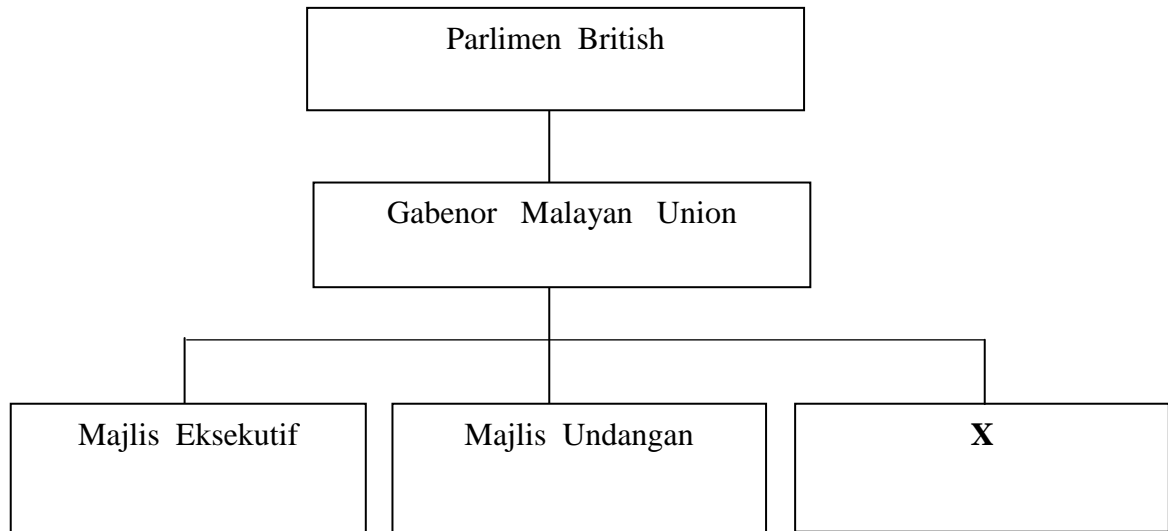 Parlimen British
Gabenor Malayan Union
Majlis Eksekutif
Majlis Undangan
X